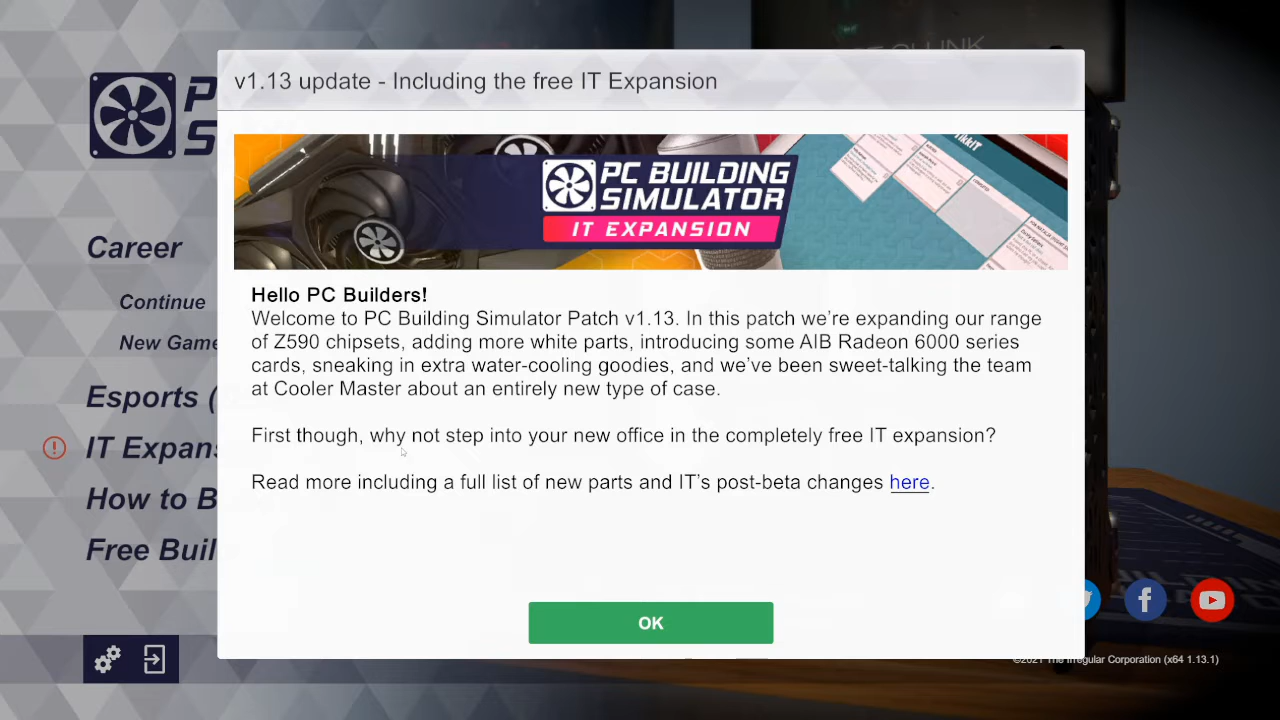 v1.13 update - Including the free IT Expansion
PC BUILDING
SIMULATOR
IT EXPANSION
Hello PC Builders!
Welcome to PC Building Simulator Patch v1.13. In this patch we're expanding our range
of Z590 chipsets, adding more white parts, introducing some AIB Radeon 6000 series
cards, sneaking in extra water-cooling goodies, and we've been sweet-talking the team
at Cooler Master about an entirely new type of case.
First though, why not step into your new office in the completely free IT expansion?
Read more including a full list of new parts and IT's post-beta changes here.
OK
Career
Continue
New Game
Esports (
IT Expans
How to B
Free Buil
©2021 The Irregular Corporation (x64 1.13.1)